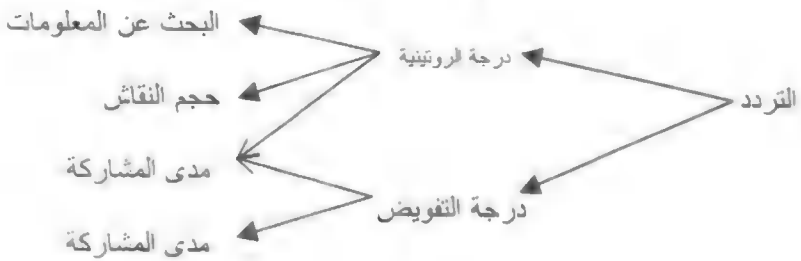 البحث عن المعلومات
درجة الروتينية
حجم النقاش
التردد
مدى المشاركة
درجة التفويض
مدى المشاركة